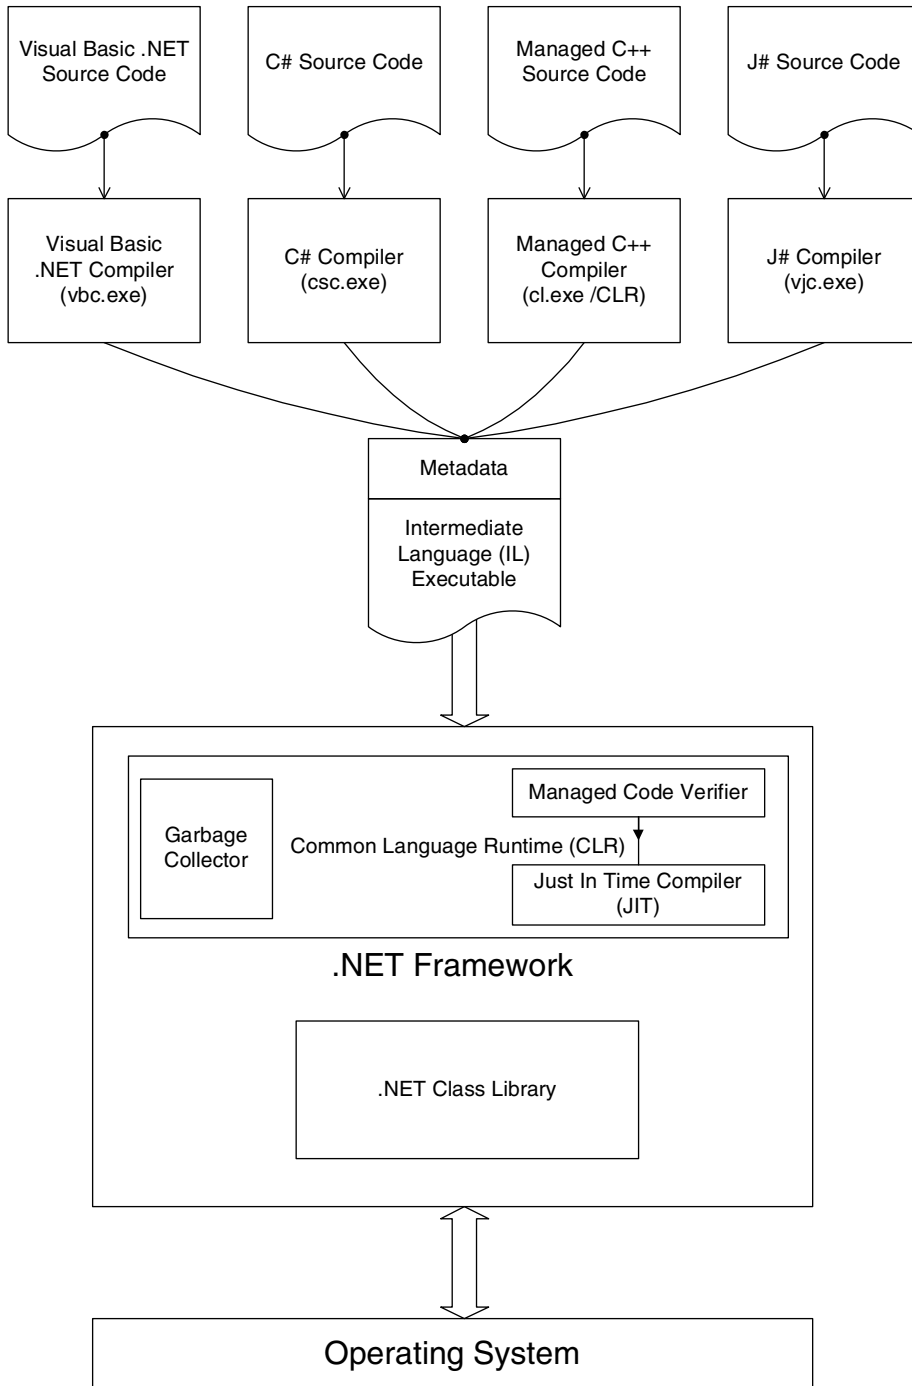 Visual Basic .NET
Source Code
C# Source Code
Managed C++
Source Code
J# Source Code
Visual Basic
.NET Compiler
(vbc.exe)
C# Compiler
(csc.exe)
Managed C++
Compiler
(cl.exe /CLR)
J# Compiler
(vjc.exe)
Metadata
Intermediate
Language (IL)
Executable
Garbage
Collector
Common Language Runtime (CLR)
Managed Code Verifier
Just In Time Compiler
(JIT)
.NET Framework
.NET Class Library
Operating System